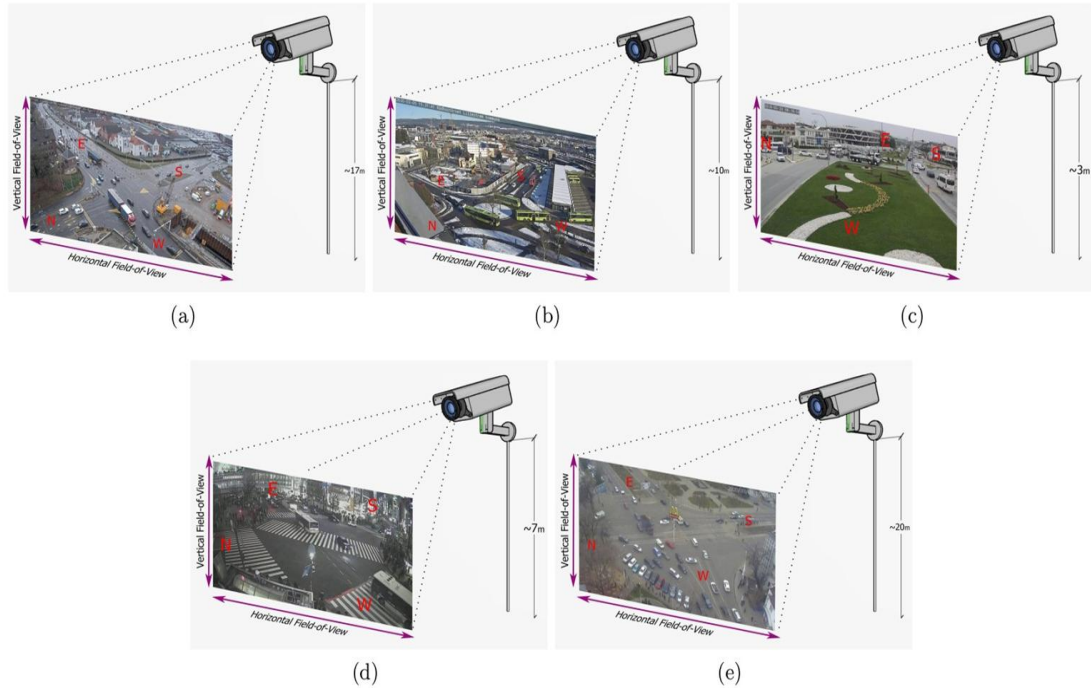 Vertical Field-of-View
E
S
N
W
Horizontal Field-of-View
~17m
(a)
Vertical Field-of-View
E
S
N
W
Horizontal Field-of-View
~10m
(b)
Vertical Field-of-View
N
E
S
W
Horizontal Field-of-View
~3m
(c)
Vertical Field-of-View
E
S
N
W
Horizontal Field-of-View
~7m
(d)
Vertical Field-of-View
E
S
N
W
Horizontal Field-of-View
~20m
(e)